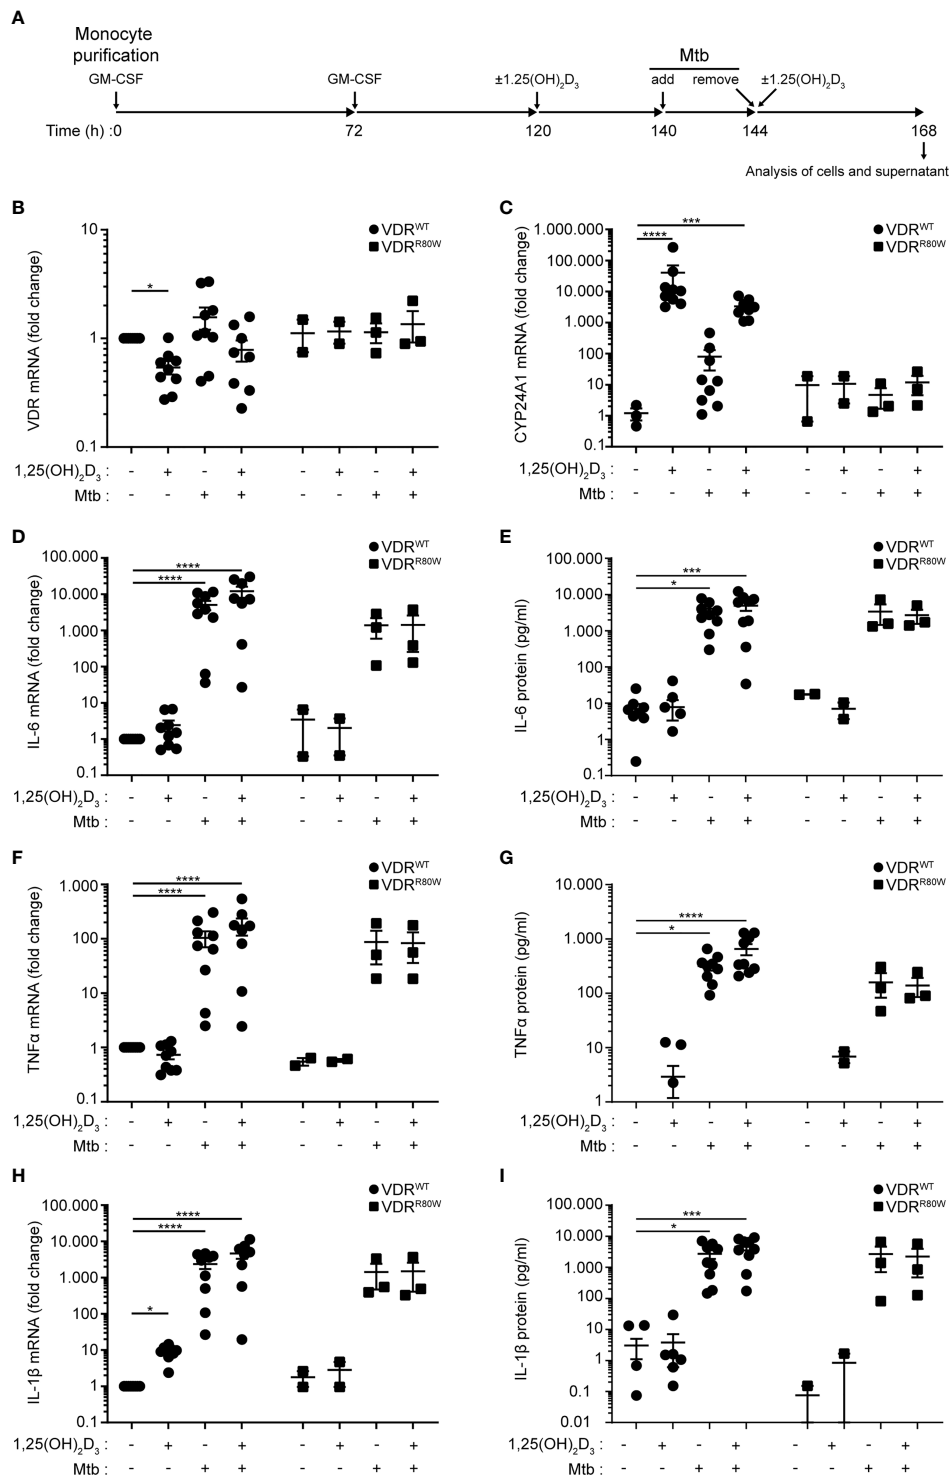 A
Monocyte
purification
GM-CSF
GM-CSF
±1.25(OH)2D3
Mtb
add remove
±1.25(OH)2D3
Time (h) :0 72 120 140 144 168
Analysis of cells and supernatant
B
VDR mRNA (fold change)
10
1
0.1
*
VDRWT
VDRR80W
1,25(OH)2D3 : - + - + - + - +
Mtb : - - + + - - + +
C
CYP24A1 mRNA (fold change)
1.000.000
100.000
10.000
1.000
100
10
1
0.1
***
****
VDRWT
VDRR80W
1,25(OH)2D3 : - + - + - + - +
Mtb : - - + + - - + +
D
IL-6 mRNA (fold change)
100.000
10.000
1.000
100
10
1
0.1
****
****
VDRWT
VDRR80W
1,25(OH)2D3 : - + - + - + - +
Mtb : - - + + - - + +
E
IL-6 protein (pg/ml)
100.000
10.000
1.000
100
10
1
0.1
***
*
VDRWT
VDRR80W
1,25(OH)2D3 : - + - + - + - +
Mtb : - - + + - - + +
F
TNFα mRNA (fold change)
1.000
100
10
1
0.1
****
****
VDRWT
VDRR80W
1,25(OH)2D3 : - + - + - + - +
Mtb : - - + + - - + +
G
TNFα protein (pg/ml)
10.000
1.000
100
10
1
****
*
VDRWT
VDRR80W
1,25(OH)2D3 : - + - + - + - +
Mtb : - - + + - - + +
H
IL-1β mRNA (fold change)
100.000
10.000
1.000
100
10
1
0.1
****
****
*
VDRWT
VDRR80W
1,25(OH)2D3 : - + - + - + - +
Mtb : - - + + - - + +
I
IL-1β protein (pg/ml)
100.000
10.000
1.000
100
10
1
0.1
0.01
***
*
VDRWT
VDRR80W
1,25(OH)2D3 : - + - + - + - +
Mtb : - - + + - - + +